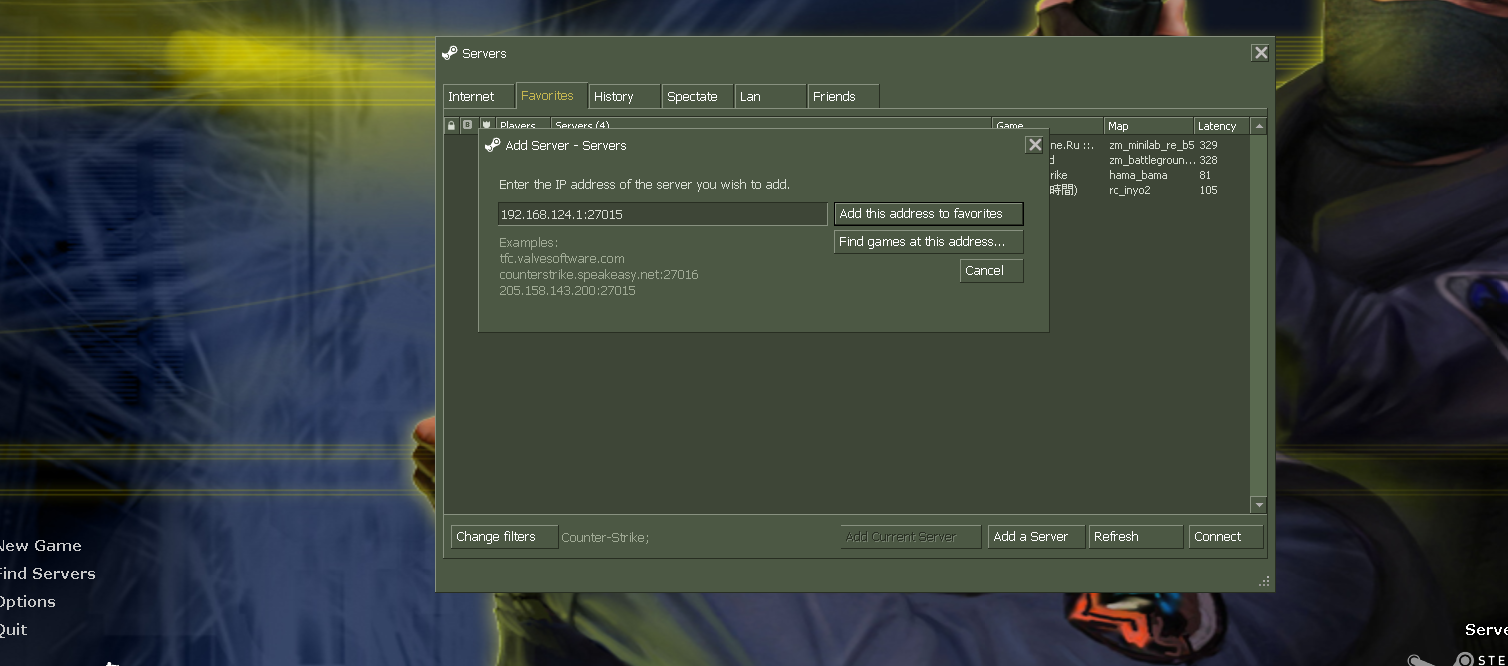 Servers
Internet Favorites History Spectate Lan Friends
Players Servers (4) Game Map Latency
Add Server - Servers
ne.Ru ::. zm_minilab_re_b5 329
d zm_battlegroun... 328
rike hama_bama 81
時間) rc_inyo2 105
Enter the IP address of the server you wish to add.
192.168.124.1:27015 Add this address to favorites
Examples: Find games at this address...
tfc.valvesoftware.com
counterstrike.speakeasy.net:27016 Cancel
205.158.143.200:27015
Change filters Counter-Strike; Add Current Server Add a Server Refresh Connect
New Game
Find Servers
Options
Quit
Serve
STE